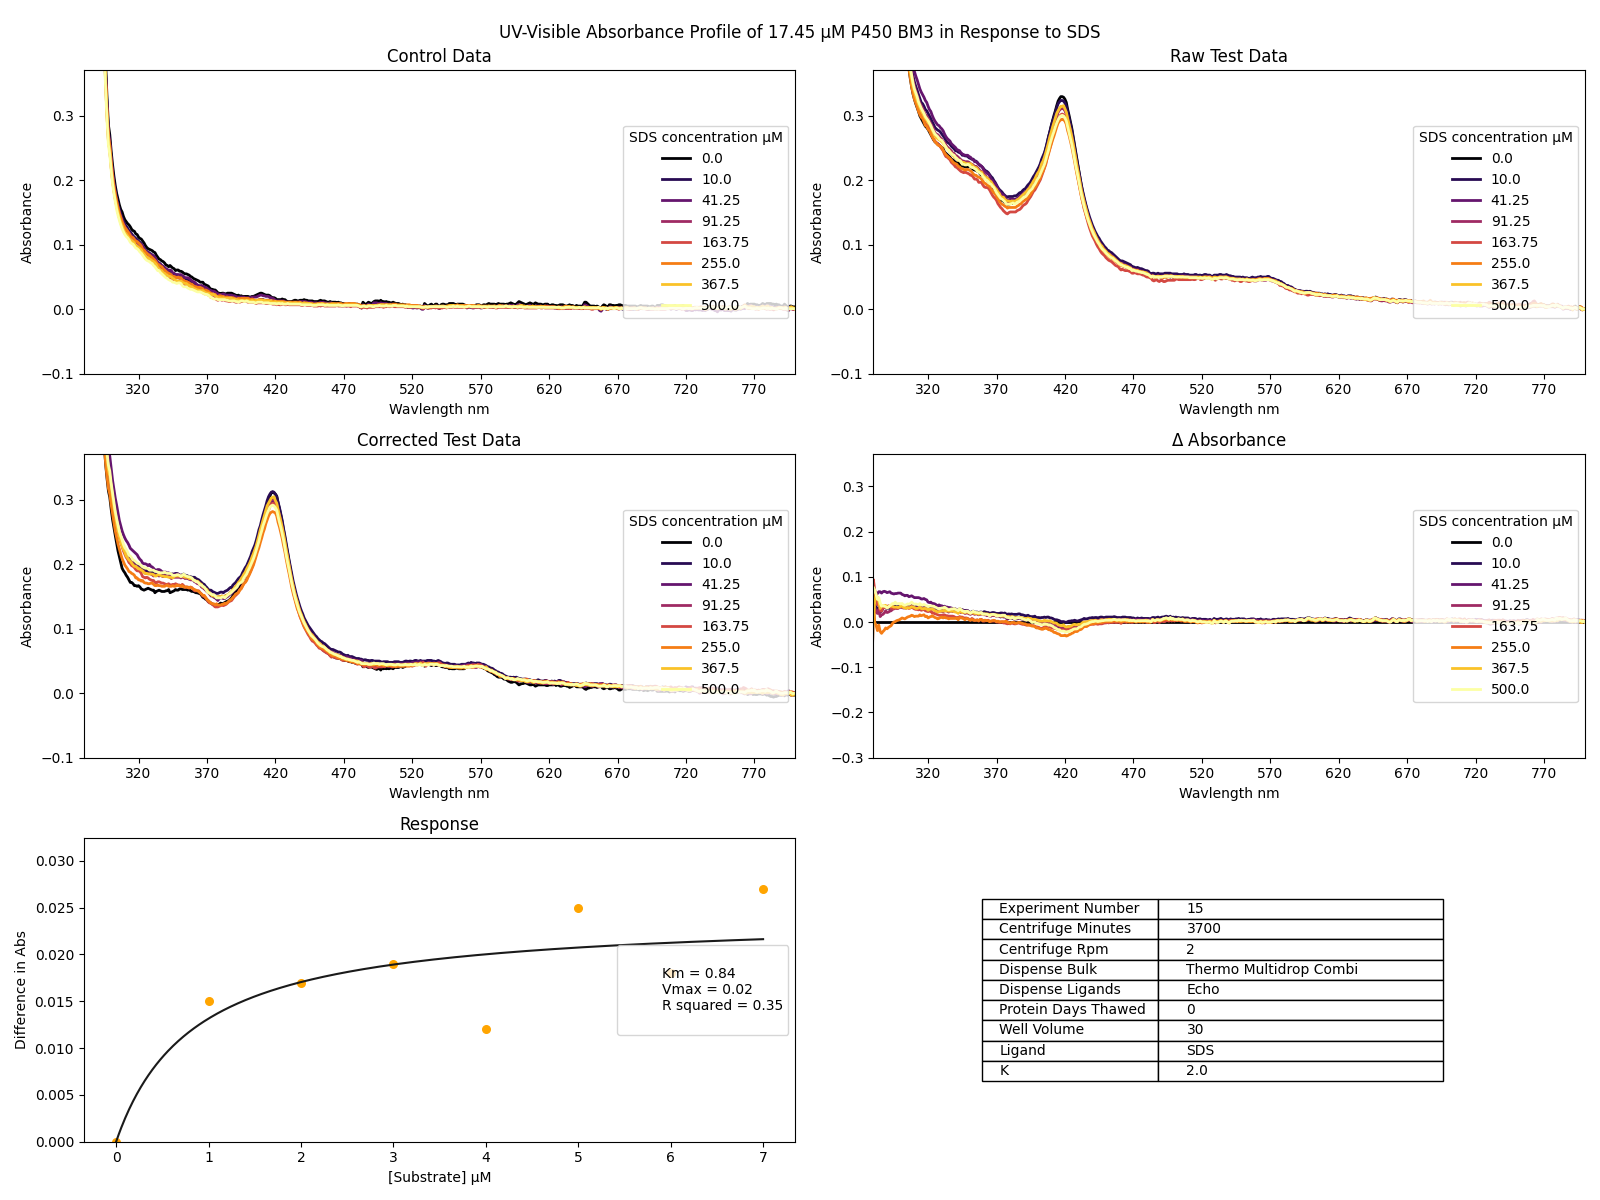 UV-Visible Absorbance Profile of 17.45 μM P450 BM3 in Response to SDS
Control Data
Absorbance
0.3
0.2
0.1
0.0
−0.1
320 370 420 470 520 570 620 670 720 770
Wavlength nm
SDS concentration μM
0.0
10.0
41.25
91.25
163.75
255.0
367.5
500.0
Raw Test Data
Absorbance
0.3
0.2
0.1
0.0
−0.1
320 370 420 470 520 570 620 670 720 770
Wavlength nm
SDS concentration μM
0.0
10.0
41.25
91.25
163.75
255.0
367.5
500.0
Corrected Test Data
Absorbance
0.3
0.2
0.1
0.0
−0.1
320 370 420 470 520 570 620 670 720 770
Wavlength nm
SDS concentration μM
0.0
10.0
41.25
91.25
163.75
255.0
367.5
500.0
Δ Absorbance
Absorbance
0.3
0.2
0.1
0.0
−0.1
−0.2
−0.3
320 370 420 470 520 570 620 670 720 770
Wavlength nm
SDS concentration μM
0.0
10.0
41.25
91.25
163.75
255.0
367.5
500.0
Response
Difference in Abs
0.030
0.025
0.020
0.015
0.010
0.005
0.000
0 1 2 3 4 5 6 7
[Substrate] μM
Km = 0.84
Vmax = 0.02
R squared = 0.35
Experiment Number 15
Centrifuge Minutes 3700
Centrifuge Rpm 2
Dispense Bulk Thermo Multidrop Combi
Dispense Ligands Echo
Protein Days Thawed 0
Well Volume 30
Ligand SDS
K 2.0